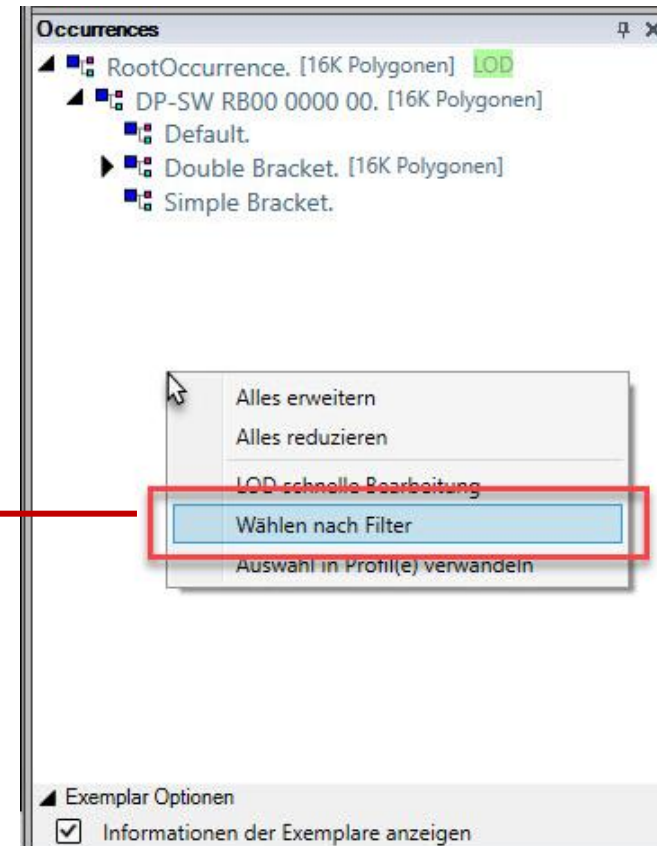 Occurrences
RootOccurrence. [16K Polygonen] LOD
DP-SW RB00 0000 00. [16K Polygonen]
Default.
Double Bracket. [16K Polygonen]
Simple Bracket.
Alles erweitern
Alles reduzieren
LOD schnelle Bearbeitung
Wählen nach Filter
Auswahl in Profil(e) verwandeln
Exemplar Optionen
Informationen der Exemplare anzeigen